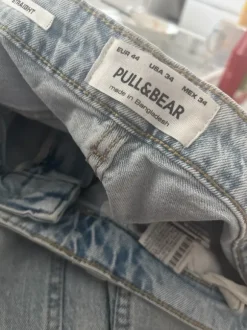 STRAIGHT
EUR 44 USA 34 MEX 34
PULL&BEAR
made in Bangladesh